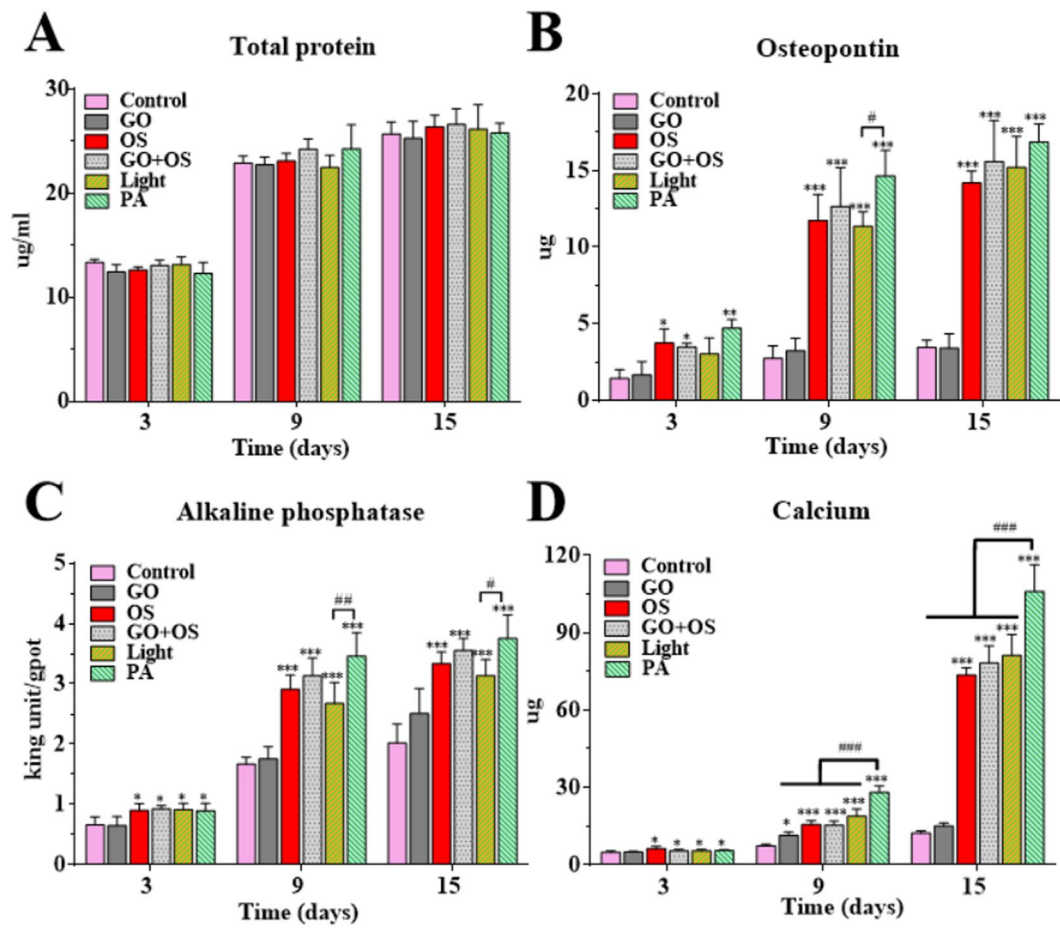 A
Total protein
30
20
10
0
ug/ml
Control
GO
OS
GO+OS
Light
PA
3
9
15
Time (days)
B
Osteopontin
20
15
10
5
0
ug
Control
GO
OS
GO+OS
Light
PA
* * **
*** *** *** # ***
*** *** *** ***
3
9
15
Time (days)
C
Alkaline phosphatase
5
4
3
2
1
0
king unit/gpot
Control
GO
OS
GO+OS
Light
PA
* * * *
*** *** *** ## ***
*** *** *** # ***
3
9
15
Time (days)
D
Calcium
120
90
60
30
0
ug
Control
GO
OS
GO+OS
Light
PA
* * * *
* *** *** *** ### ***
*** *** *** ### ***
3
9
15
Time (days)